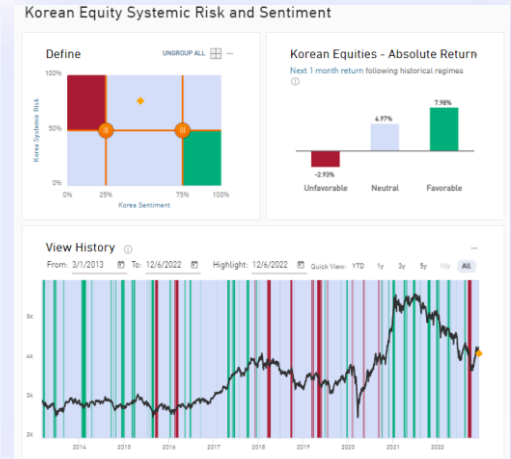 Korean Equity Systemic Risk and Sentiment
Define
UNGROUP ALL
100%
50%
0%
Korea Systemic Risk
0%
25%
75%
100%
Korea Sentiment
Korean Equities - Absolute Return
Next 1 month return following historical regimes
-2.93%
4.97%
7.98%
Unfavorable
Neutral
Favorable
View History
From: 3/1/2013 To: 12/6/2022 Highlight: 12/6/2022 Quick View: YTD 1y 3y 5y 10y All
5k
4k
3k
2k
2014 2015 2016 2017 2018 2019 2020 2021 2022